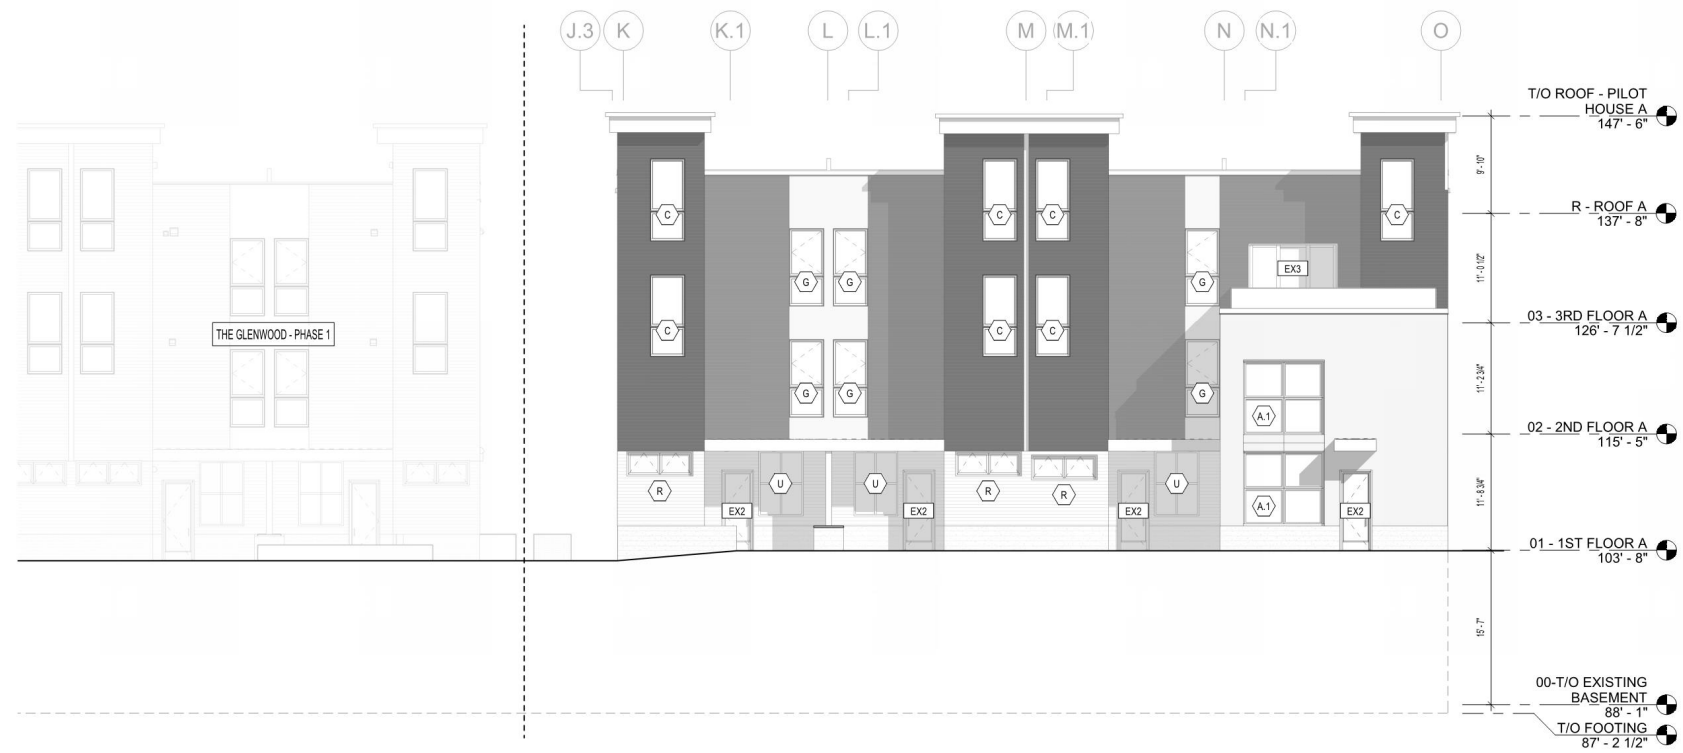 J.3 K K.1 L L.1 M M.1 N N.1 O
T/O ROOF - PILOT
HOUSE A
147' - 6"
9' - 10"
C C C C
R - ROOF A
137' - 8"
EX3
G G G
11' - 0 1/2"
03 - 3RD FLOOR A
126' - 7 1/2"
THE GLENWOOD - PHASE 1
C C C
G G G
11' - 2 3/4"
A.1
02 - 2ND FLOOR A
115' - 5"
R U U R R U
11' - 8 3/4"
EX2 EX2 EX2 A.1 EX2
01 - 1ST FLOOR A
103' - 8"
15' - 7"
00-T/O EXISTING
BASEMENT
88' - 1"
T/O FOOTING
87' - 2 1/2"